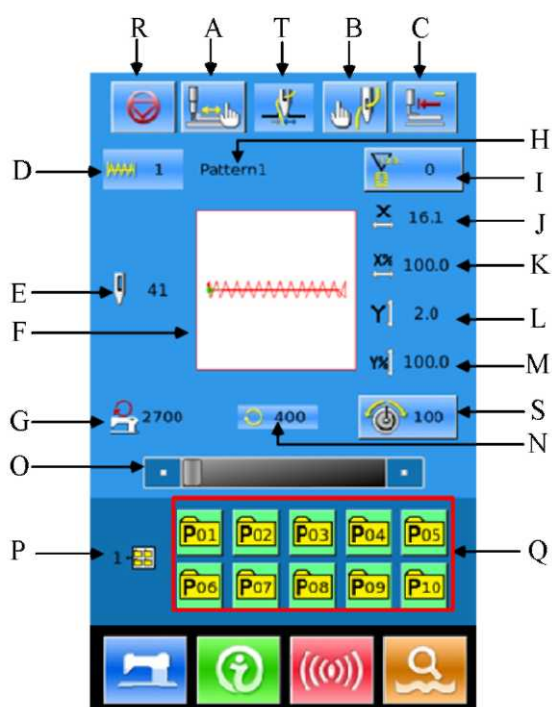 R A T B C
H
D 1 Pattern1 0 I
X 16.1 J
X% 100.0 K
E 41
F
Y 2.0 L
Y% 100.0 M
G 2700 400 100 S
N
O
P01 P02 P03 P04 P05
P 1- Q
P06 P07 P08 P09 P10